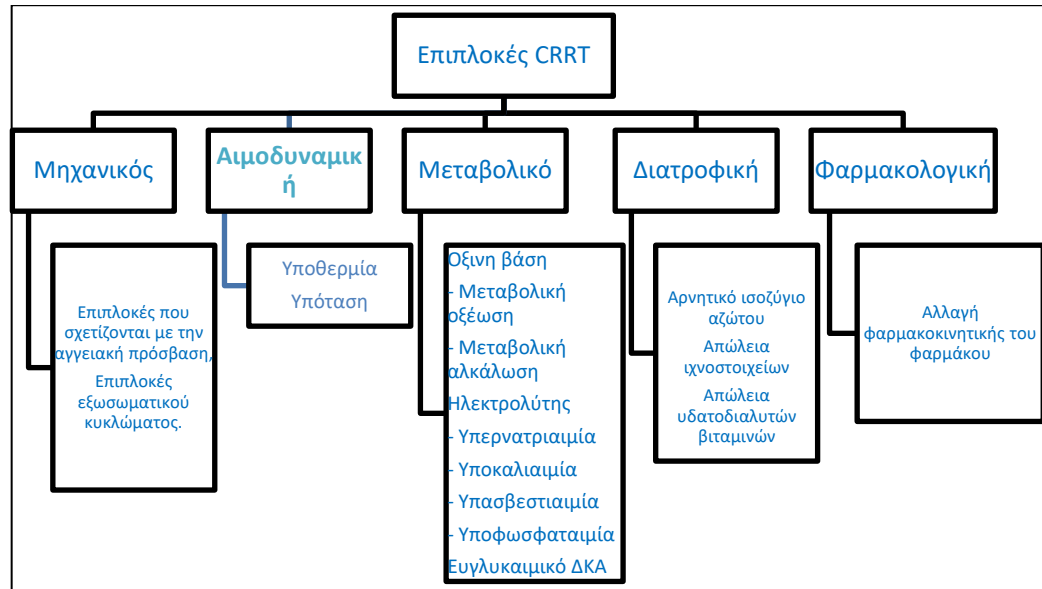 Επιπλοκές CRRT
Μηχανικός
Αιμοδυναμικ
ή
Μεταβολικό
Διατροφική
Φαρμακολογική
Επιπλοκές που
σχετίζονται με την
αγγειακή πρόσβαση,
Επιπλοκές
εξωσωματικού
κυκλώματος.
Υποθερμία
Υπόταση
Οξινη βάση
- Μεταβολική
οξέωση
- Μεταβολική
αλκάλωση
Ηλεκτρολύτης
- Υπερνατριαιμία
- Υποκαλιαιμία
- Υπασβεστιαιμία
- Υποφωσφαταιμία
Ευγλυκαιμικό ΔΚΑ
Αρνητικό ισοζύγιο
αζώτου
Απώλεια
ιχνοστοιχείων
Απώλεια
υδατοδιαλυτών
βιταμινών
Αλλαγή
φαρμακοκινητικής του
φαρμάκου